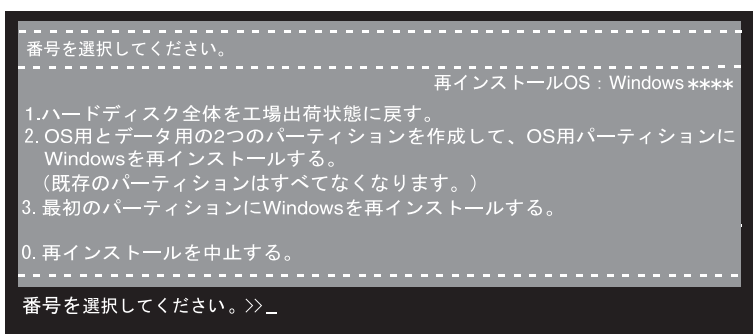 番号を選択してください。
再インストールOS：Windows****
1.ハードディスク全体を工場出荷状態に戻す。
2. OS用とデータ用の2つのパーティションを作成して、OS用パーティションに
Windowsを再インストールする。
（既存のパーティションはすべてなくなります。）
3. 最初のパーティションにWindowsを再インストールする。
0. 再インストールを中止する。
番号を選択してください。>>_